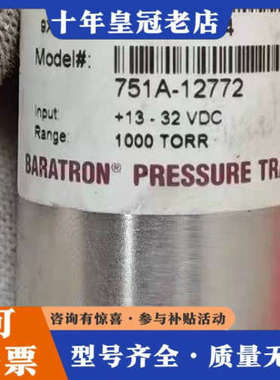 十年皇冠老店
Model#:
751A-12772
Input:
+13 - 32 VDC
Range:
1000 TORR
BARATRON® PRESSURE TRA
咨询有惊喜·参与补贴活动
票
型号齐全·质量无忧